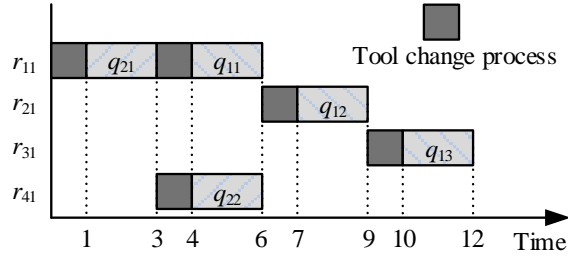 r11 q21 q11
Tool change process
r21 q12
r31 q13
r41 q22
1 3 4 6 7 9 10 12 Time